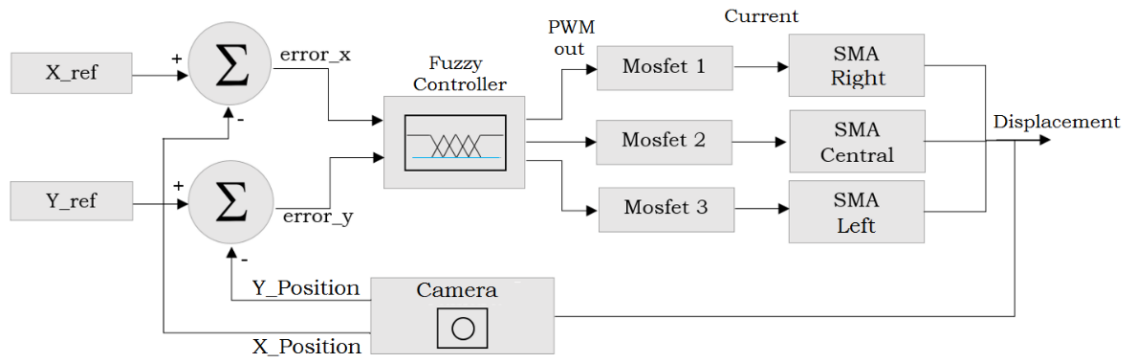 X_ref
+
Σ
-
error_x
Fuzzy
Controller
PWM
out
Current
Mosfet 1
SMA
Right
Mosfet 2
SMA
Central
Displacement
Y_ref
+
Σ
-
error_y
Mosfet 3
SMA
Left
Y_Position
Camera
X_Position